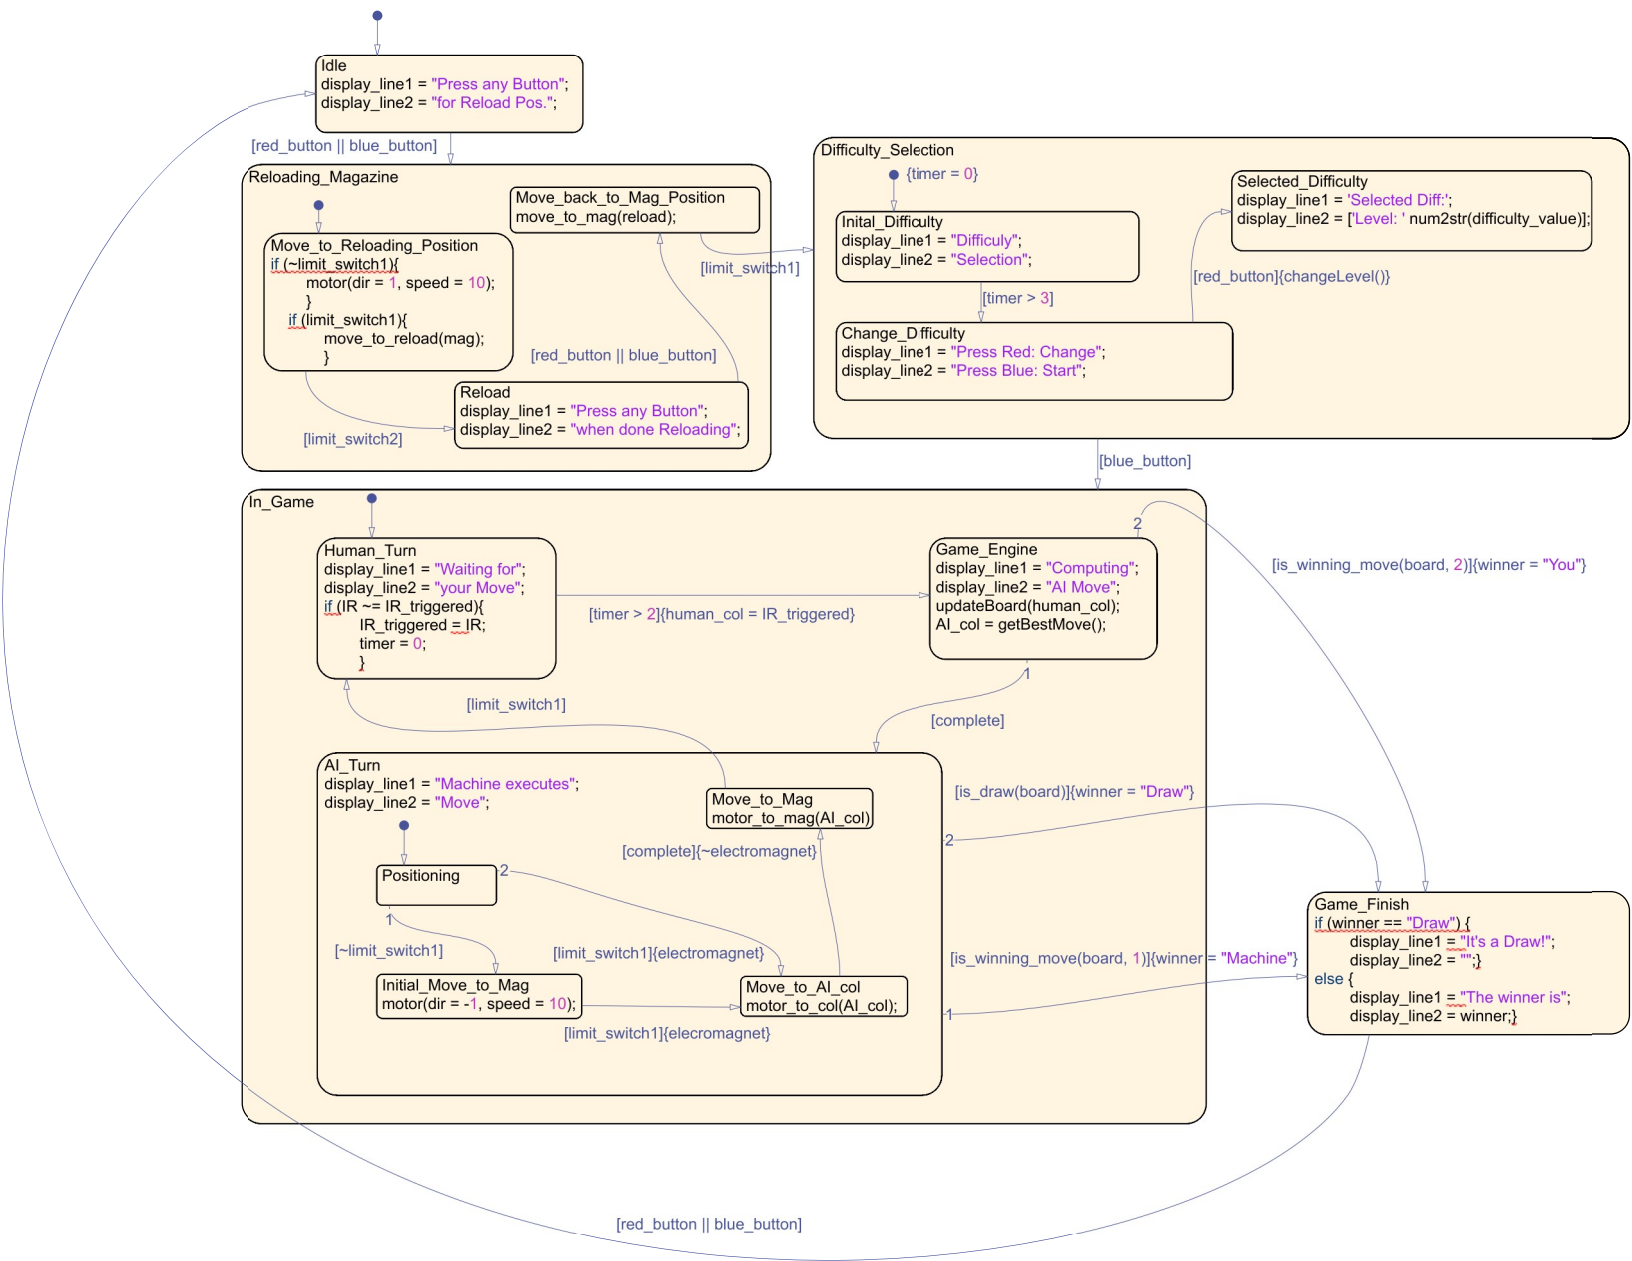 Idle
display_line1 = "Press any Button";
display_line2 = "for Reload Pos.";
[red_button || blue_button]
Reloading_Magazine
Move_to_Reloading_Position
if (~limit_switch1){
motor(dir = 1, speed = 10);
}
if (limit_switch1){
move_to_reload(mag);
}
[limit_switch2]
Reload
display_line1 = "Press any Button";
display_line2 = "when done Reloading";
[red_button || blue_button]
Move_back_to_Mag_Position
move_to_mag(reload);
[limit_switch1]
Difficulty_Selection
{timer = 0}
Inital_Difficulty
display_line1 = "Difficuly";
display_line2 = "Selection";
[timer > 3]
Change_Difficulty
display_line1 = "Press Red: Change";
display_line2 = "Press Blue: Start";
[red_button]{changeLevel()}
Selected_Difficulty
display_line1 = 'Selected Diff:';
display_line2 = ['Level: ' num2str(difficulty_value)];
[blue_button]
In_Game
Human_Turn
display_line1 = "Waiting for";
display_line2 = "your Move";
if (IR ~= IR_triggered){
IR_triggered = IR;
timer = 0;
}
[timer > 2]{human_col = IR_triggered}
Game_Engine
display_line1 = "Computing";
display_line2 = "AI Move";
updateBoard(human_col);
AI_col = getBestMove();
2
[is_winning_move(board, 2)]{winner = "You"}
1
[complete]
[limit_switch1]
AI_Turn
display_line1 = "Machine executes";
display_line2 = "Move";
Move_to_Mag
motor_to_mag(AI_col)
[complete]{~electromagnet}
Positioning
2
1
[~limit_switch1]
[limit_switch1]{electromagnet}
Initial_Move_to_Mag
motor(dir = -1, speed = 10);
[limit_switch1]{elecromagnet}
Move_to_AI_col
motor_to_col(AI_col);
[is_draw(board)]{winner = "Draw"}
2
[is_winning_move(board, 1)]{winner = "Machine"}
1
Game_Finish
if (winner == "Draw") {
display_line1 = "It's a Draw!";
display_line2 = "";}
else {
display_line1 = "The winner is";
display_line2 = winner;}
[red_button || blue_button]